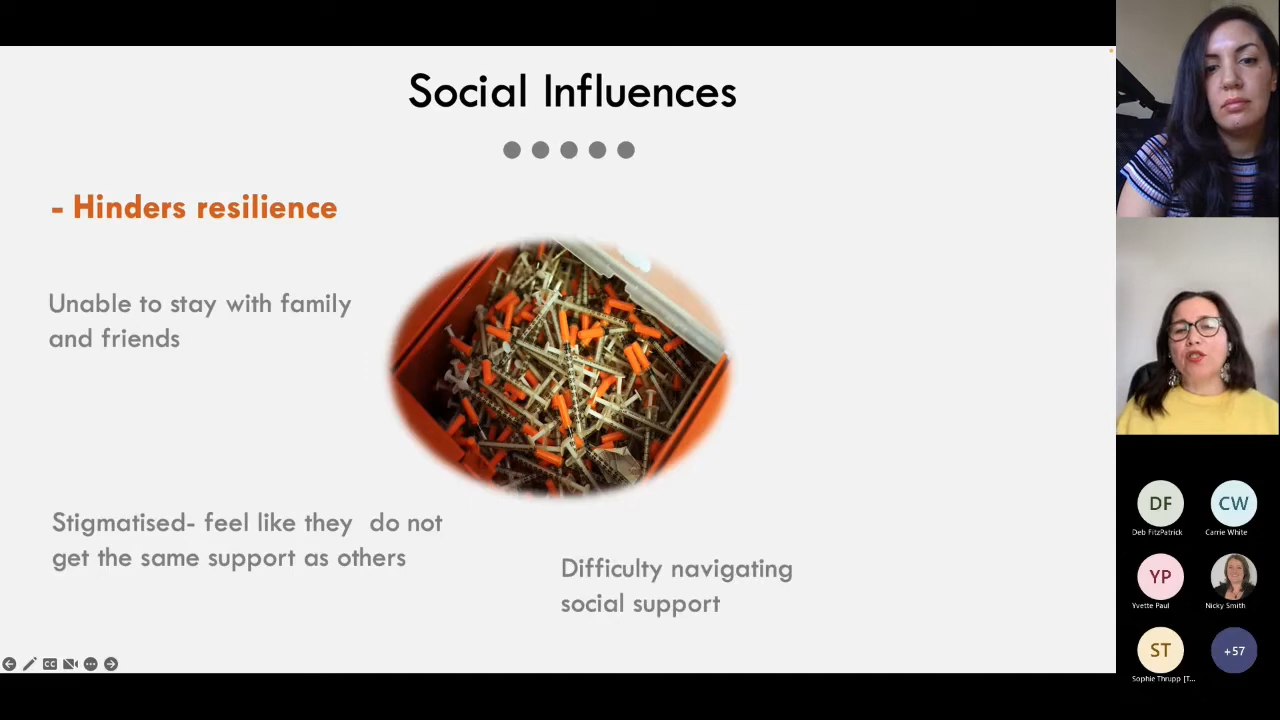 Social Influences
- Hinders resilience
Unable to stay with family
and friends
Stigmatised- feel like they do not
get the same support as others
Difficulty navigating
social support
CC
DF
CW
Deb FitzPatrick
Carrie White
YP
Yvette Paul
Nicky Smith
ST
+57
Sophie Thrupp [T...